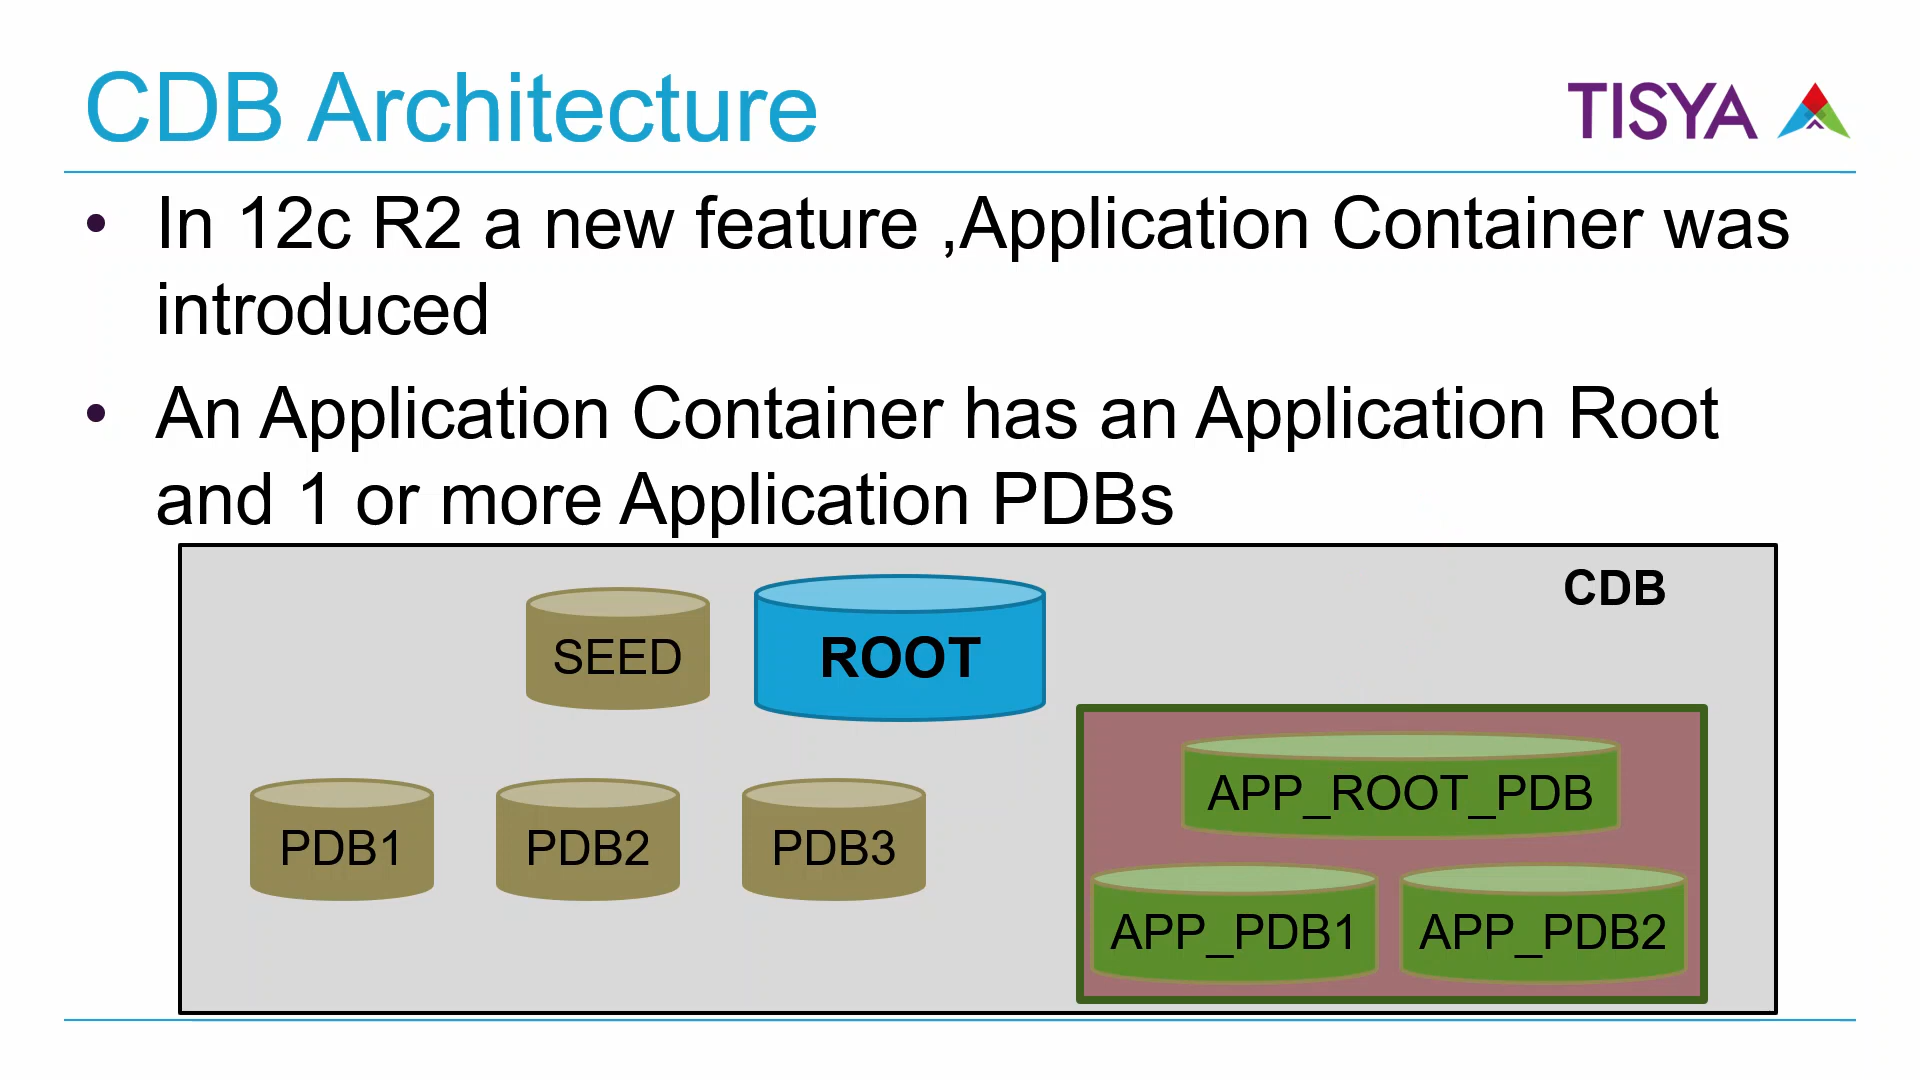 CDB Architecture
TISYA
• In 12c R2 a new feature ,Application Container was
introduced
• An Application Container has an Application Root
and 1 or more Application PDBs
CDB
SEED
ROOT
APP_ROOT_PDB
PDB1
PDB2
PDB3
APP_PDB1
APP_PDB2